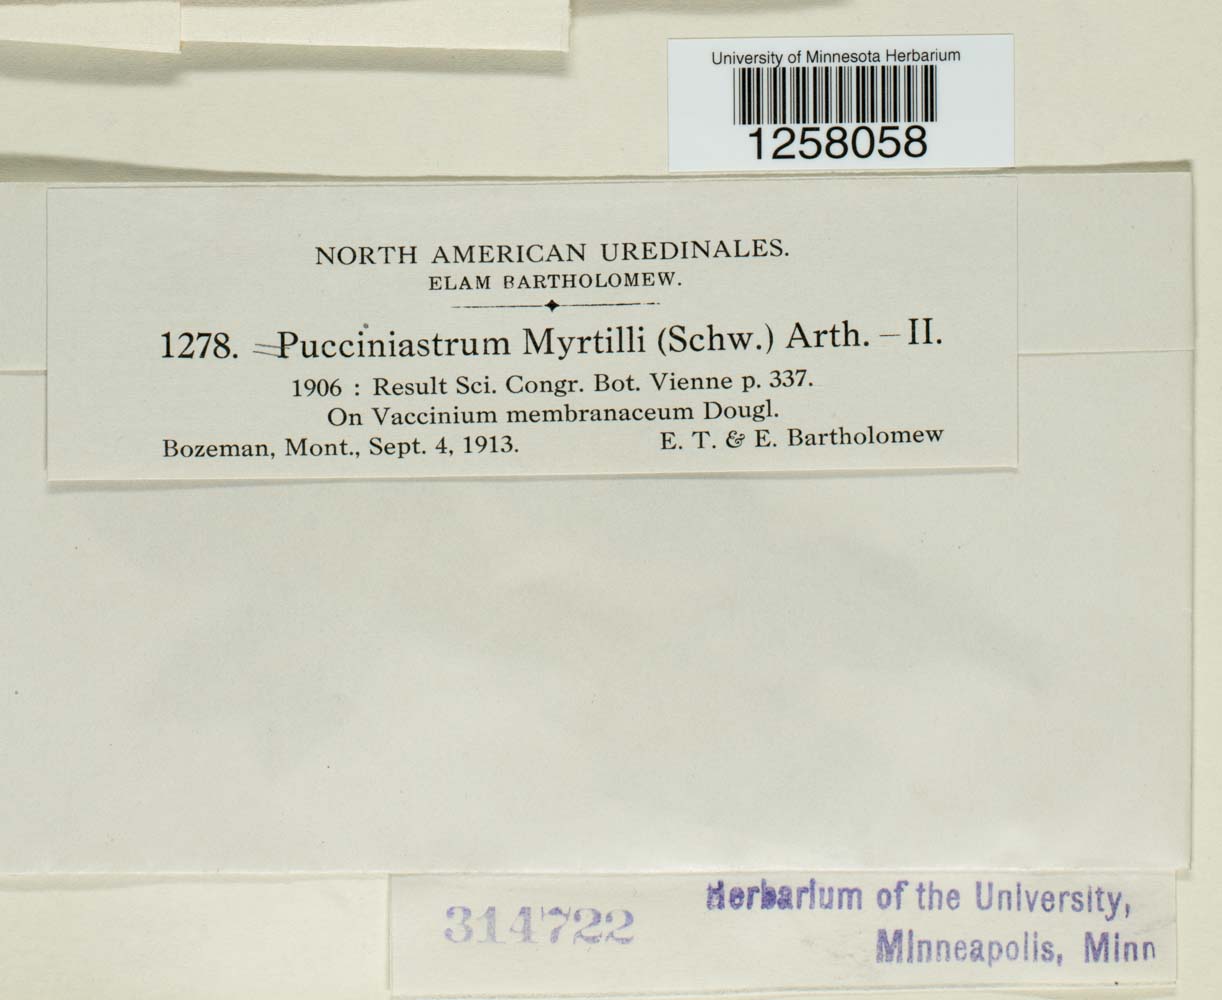 University of Minnesota Herbarium
1258058
NORTH AMERICAN UREDINALES.
ELAM BARTHOLOMEW.
1278. Pucciniastrum Myrtilli (Schw.) Arth. – II.
1906 : Result Sci. Congr. Bot. Vienne p. 337.
On Vaccinium membranaceum Dougl.
Bozeman, Mont., Sept. 4, 1913. E. T. & E. Bartholomew
314722
Herbarium of the University,
Minneapolis, Minn